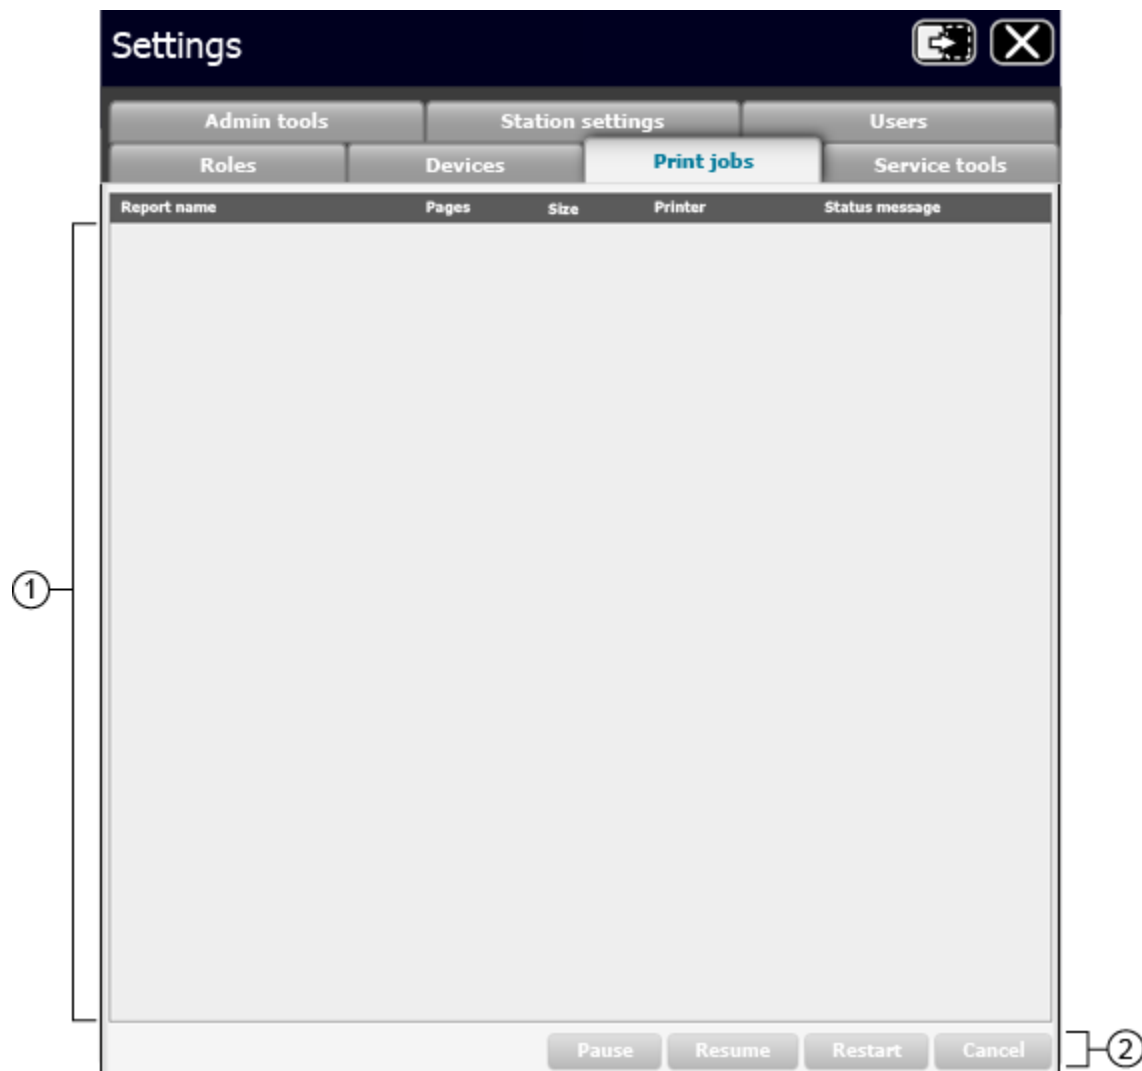 Settings
Admin tools Station settings Users
Roles Devices Print jobs Service tools
Report name Pages Size Printer Status message
1
Pause Resume Restart Cancel
2